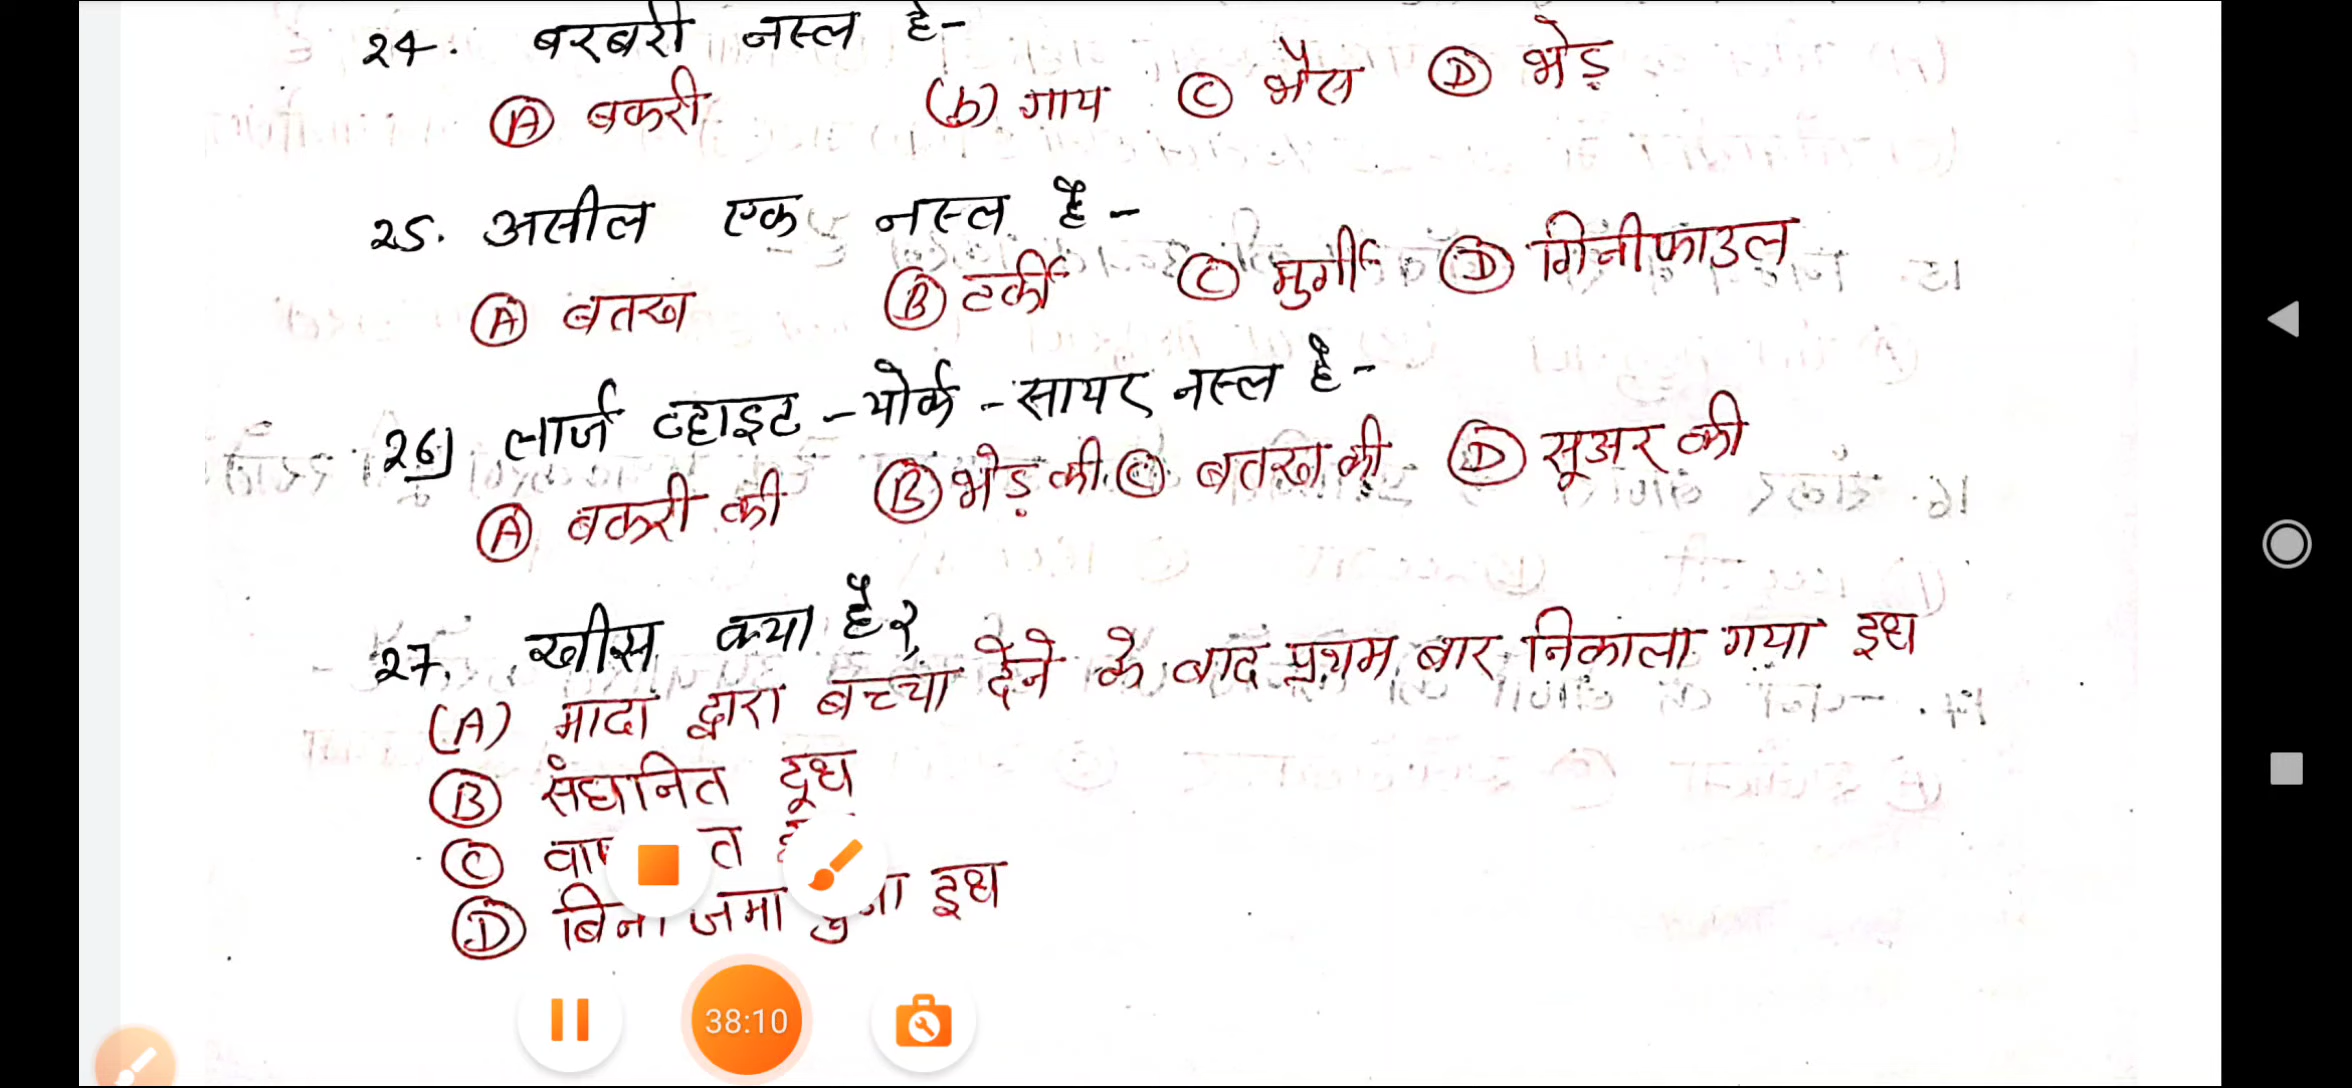 24. बरबरी नस्ल है-
(A) बकरी (b) गाय (C) भैस (D) भेड़
25. असील एक नस्ल है -
(A) बतख (B) टर्की (C) मुर्गी (D) गिनीफाउल
26) लार्ज व्हाइट - योर्क - सायर नस्ल है -
(A) बकरी की (B) भेड़ की (C) बतख की (D) सूअर की
27. खीस क्या है?
(A) मादा द्वारा बच्चा देने के बाद प्रथम बार निकाला गया दूध
(B) संघानित दूध
(C)
(D) बिना जमा दूध
38:10